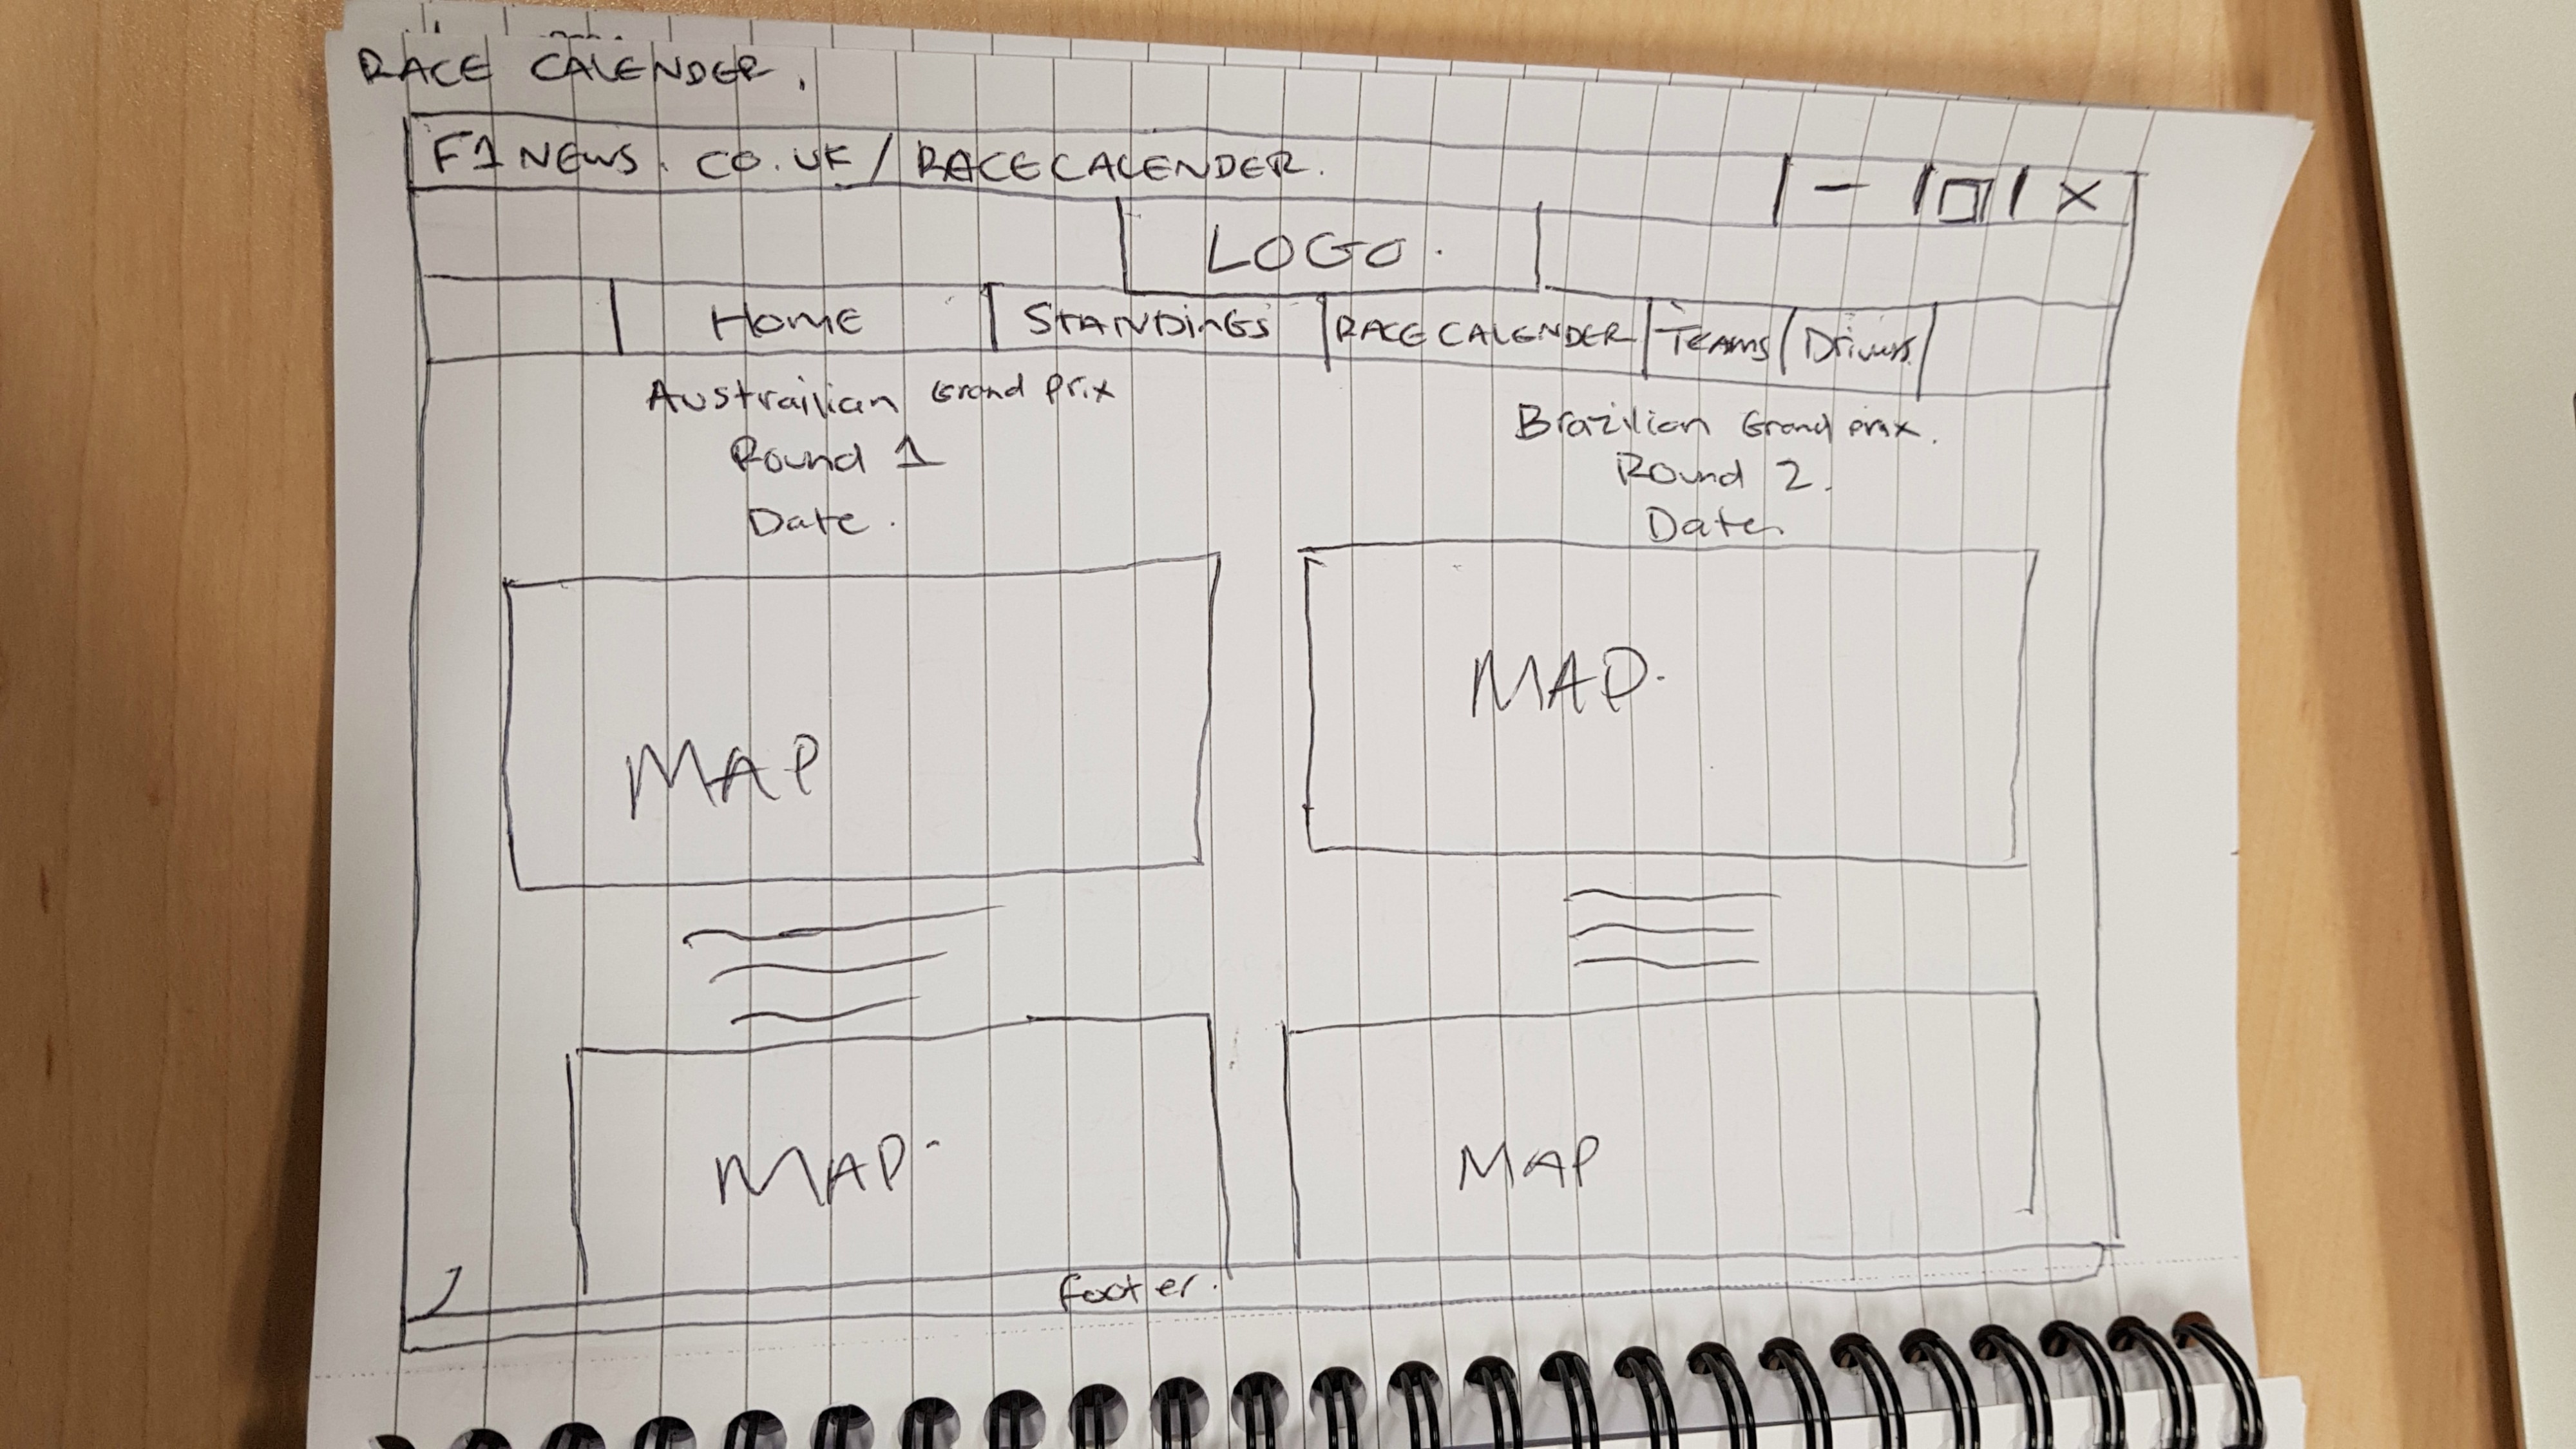 RACE CALENDER.
F1NEWS.CO.UK/RACECALENDER.
LOGO.
HOME STANDINGS RACE CALENDER TEAMS Drivers
Austrailian Grand Prix
Round 1
Date.
Brazilian Grand Prix.
Round 2.
Date.
MAP
MAP.
MAP.
MAP
footer.